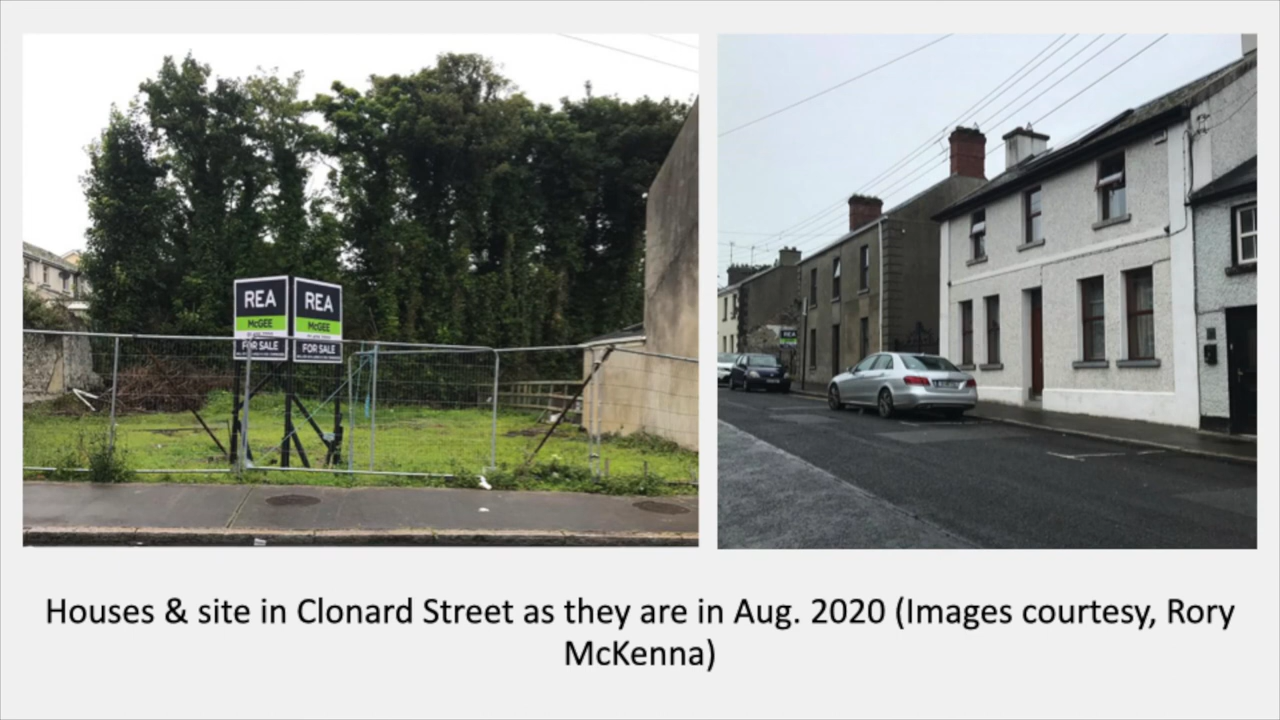 REA
McGEE
FOR SALE
REA
McGEE
FOR SALE
REA
Houses & site in Clonard Street as they are in Aug. 2020 (Images courtesy, Rory
McKenna)